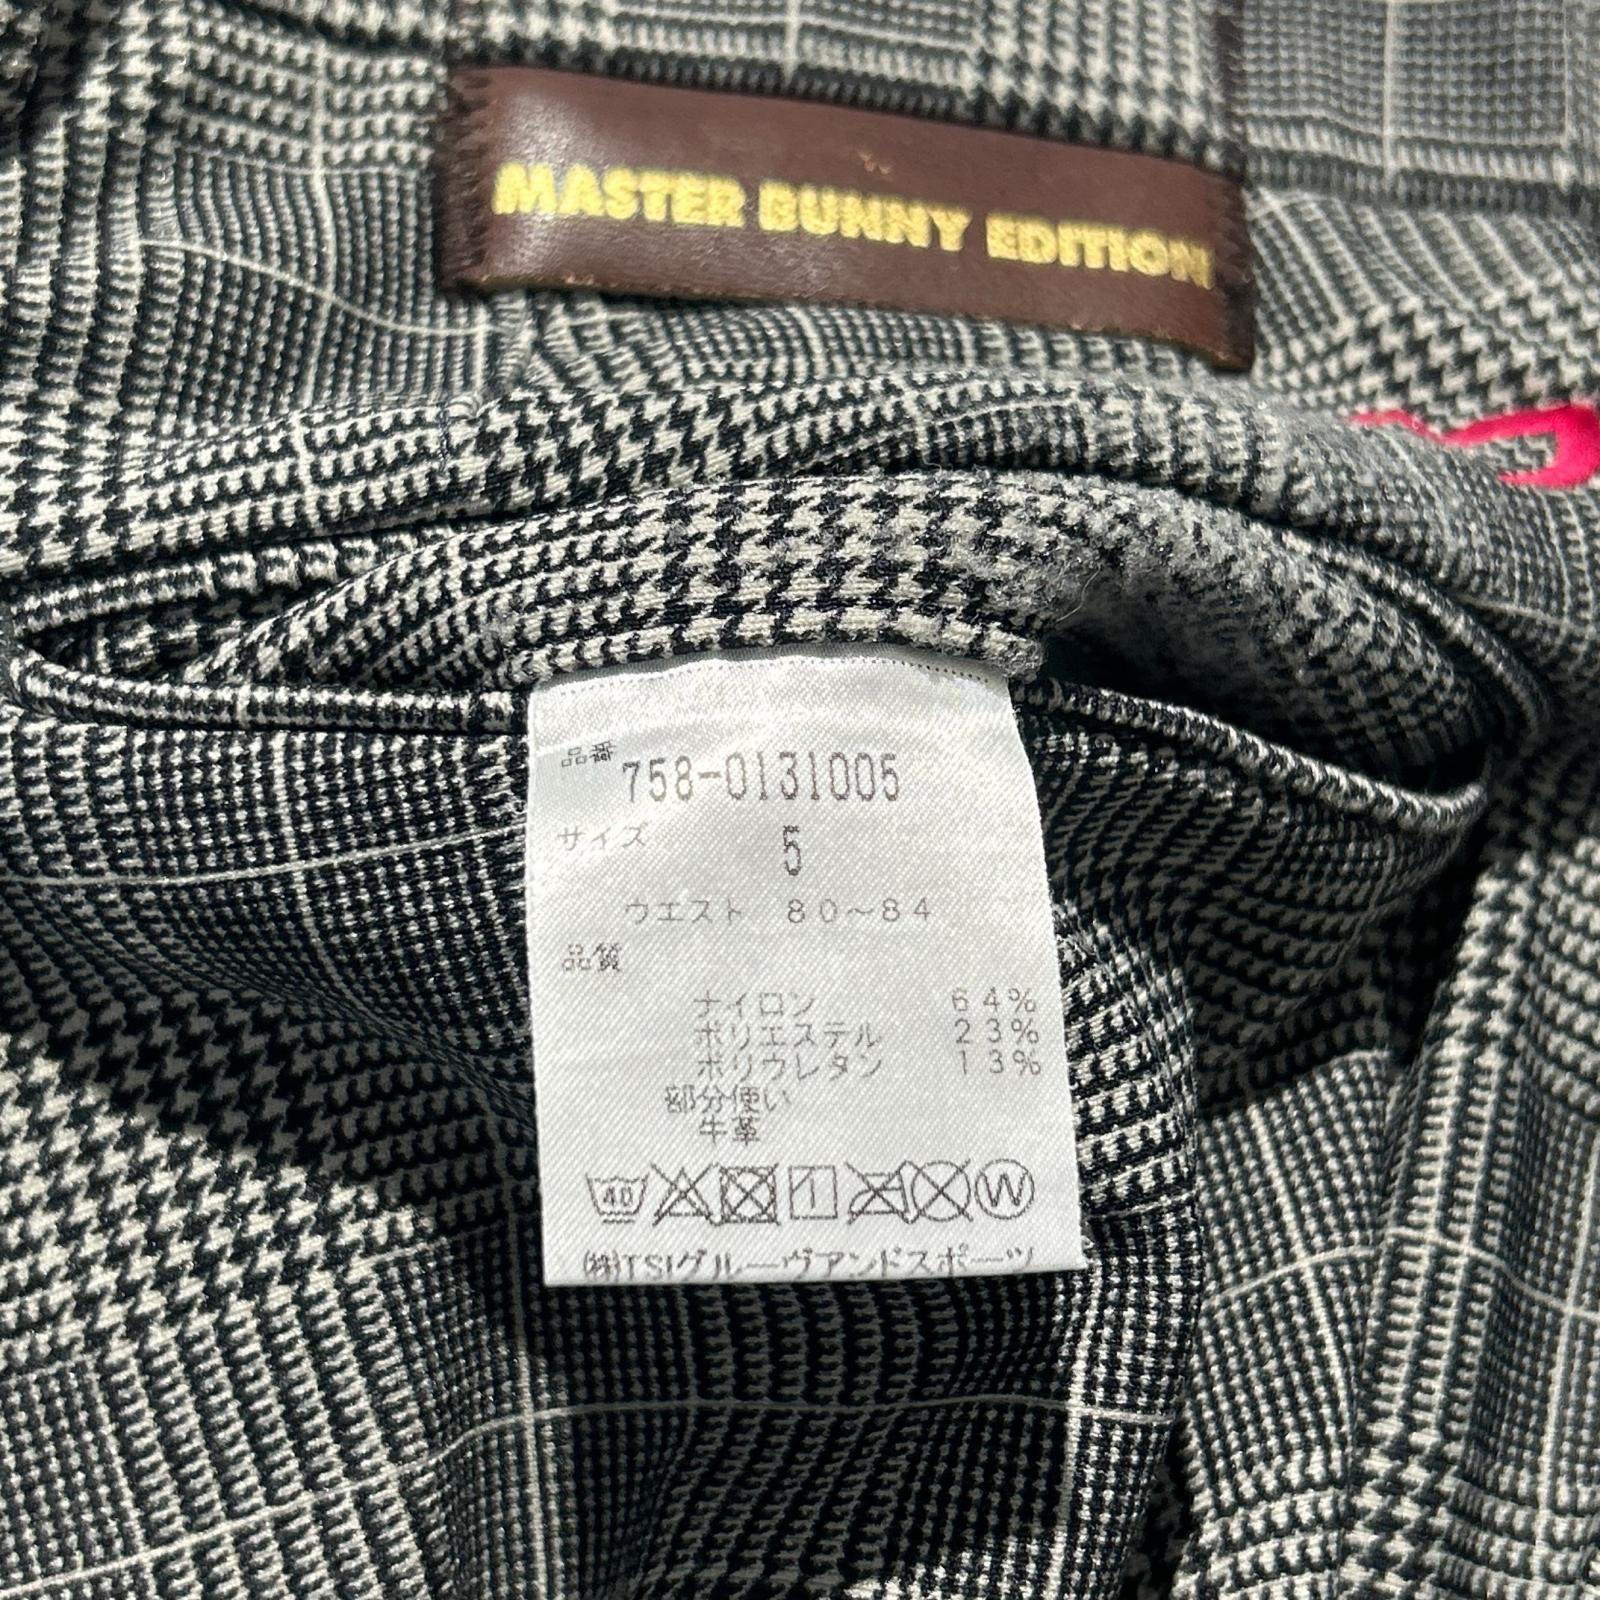 MASTER BUNNY EDITION
品番 758-0131005
サイズ 5
ウエスト 80～84
品質
ナイロン 64%
ポリエステル 23%
ポリウレタン 13%
部分使い
牛革
40 W
(株)TSIグルーヴアンドスポーツ